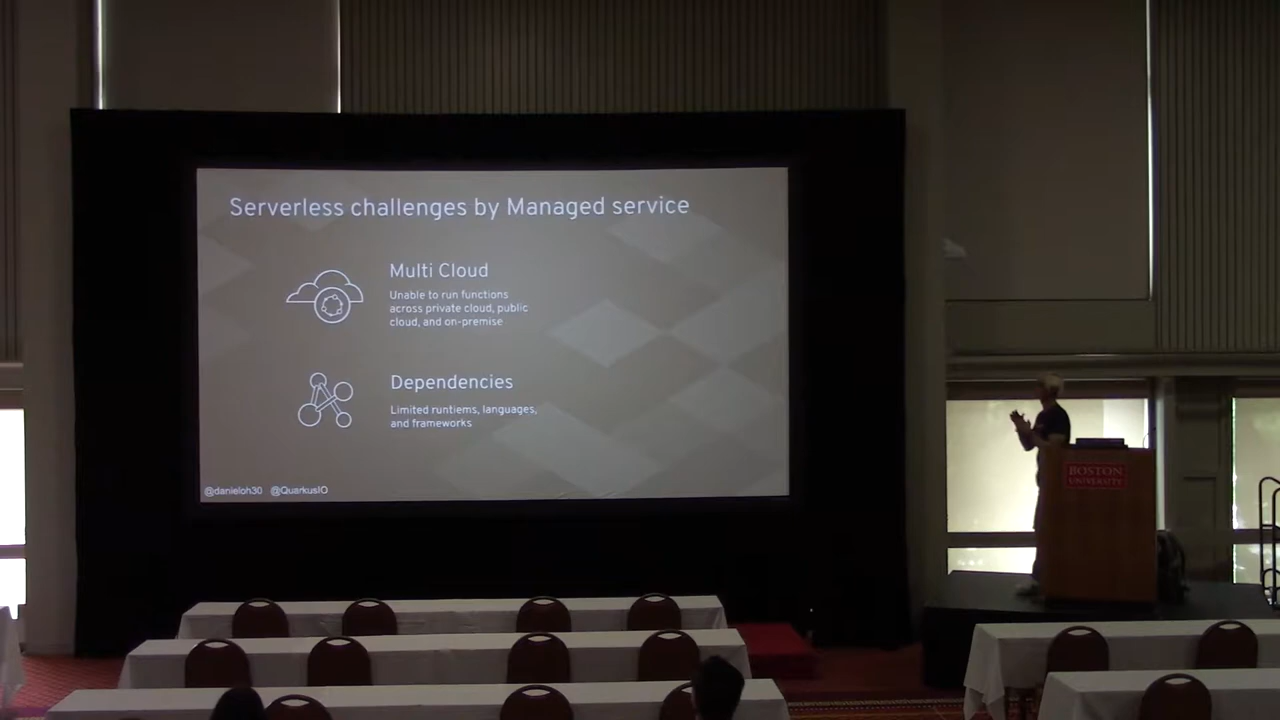 Serverless challenges by Managed service
Multi Cloud
Unable to run functions
across private cloud, public
cloud, and on-premise
Dependencies
Limited runtiems, languages,
and frameworks
@danieloh30 @QuarkusIO
BOSTON
UNIVERSITY